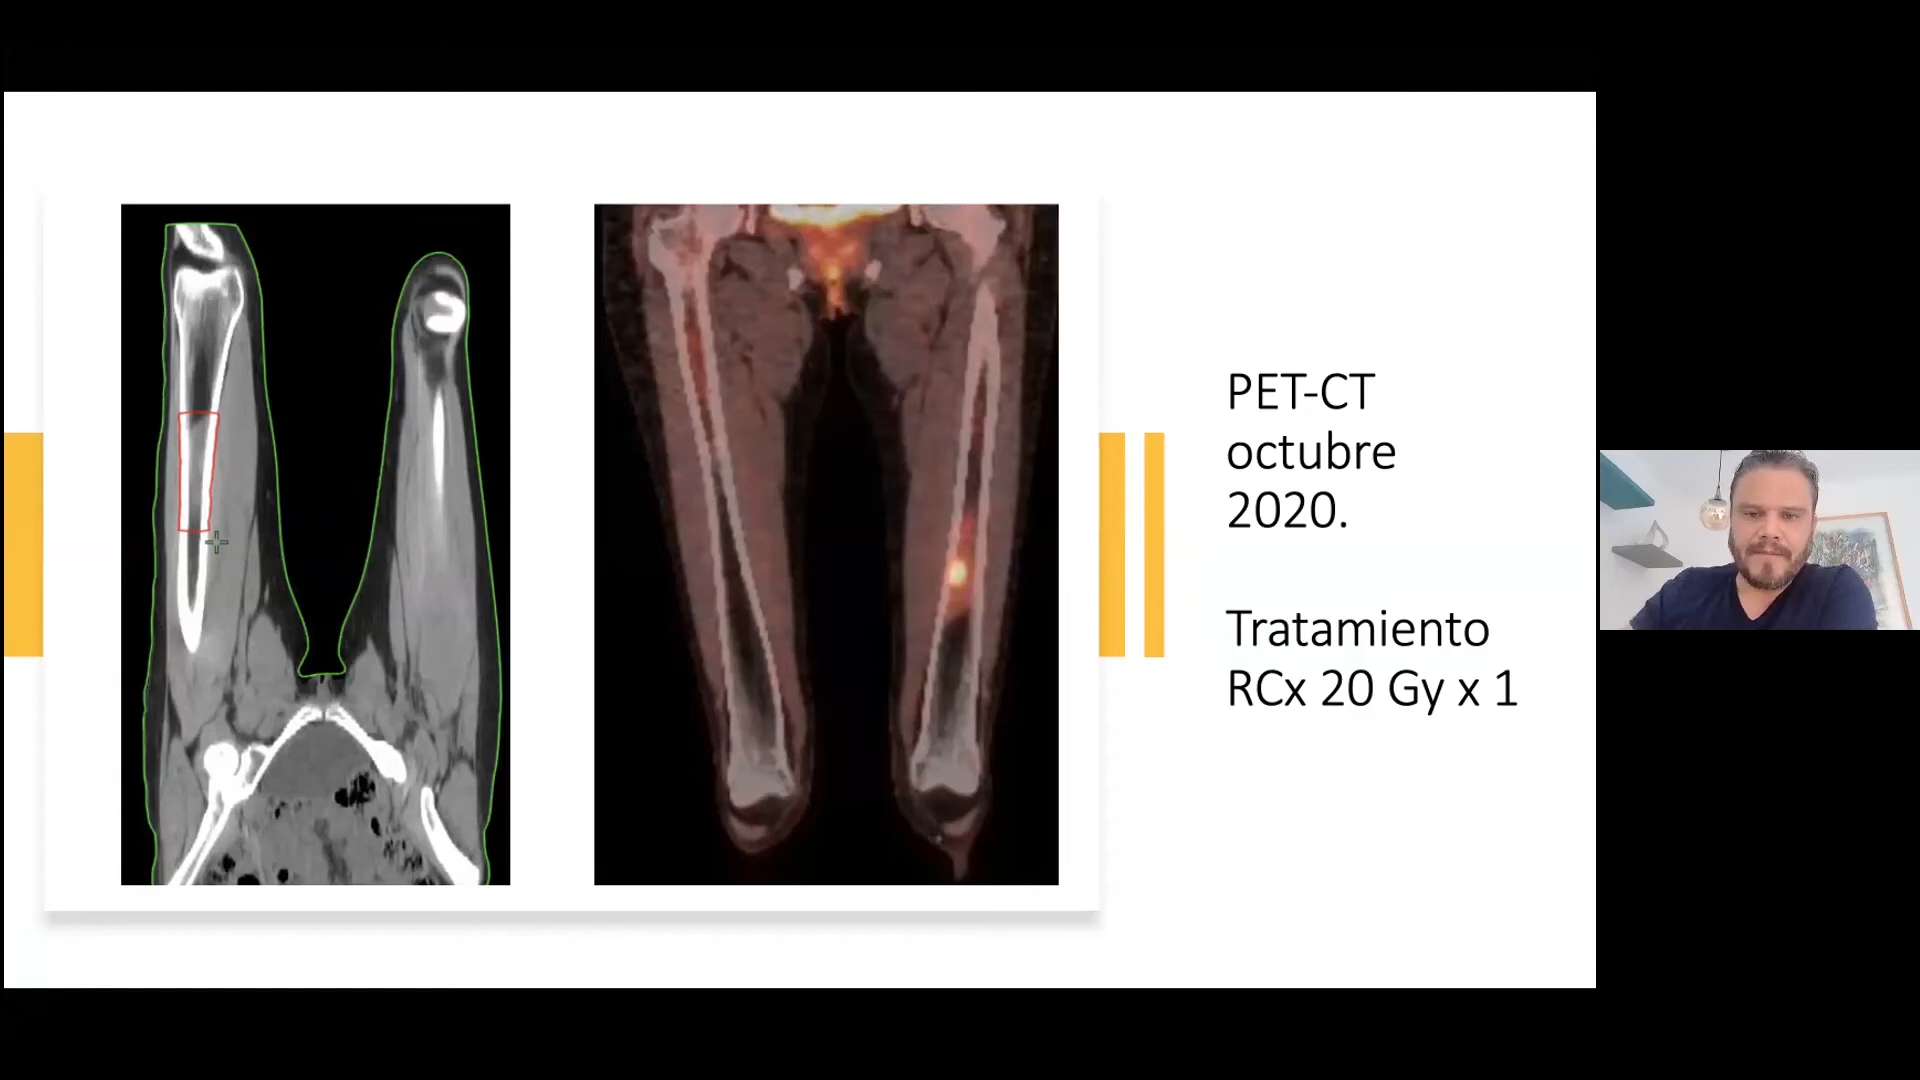 PET-CT
octubre
2020.
Tratamiento
RCx 20 Gy x 1